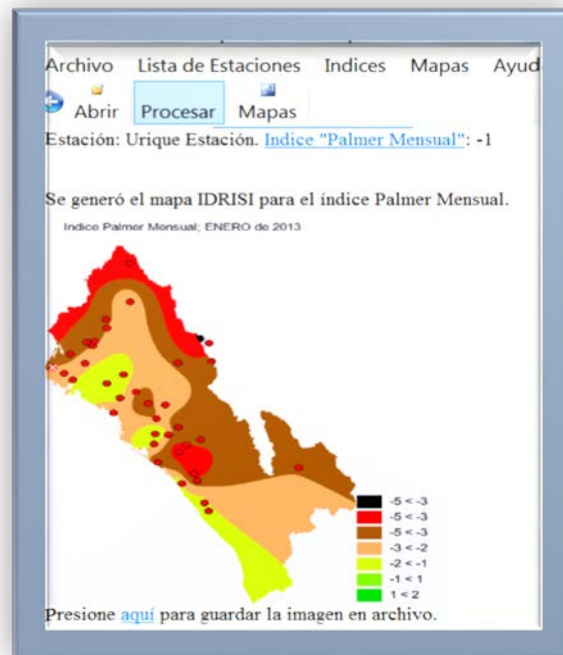 Archivo Lista de Estaciones Indices Mapas Ayud
Abrir Procesar Mapas
Estación: Urique Estación. Indice "Palmer Mensual": -1
Se generó el mapa IDRISI para el índice Palmer Mensual.
Indice Palmer Mensual; ENERO de 2013
-5 < -3
-5 < -3
-5 < -3
-3 < -2
-2 < -1
-1 < 1
1 < 2
Presione aquí para guardar la imagen en archivo.